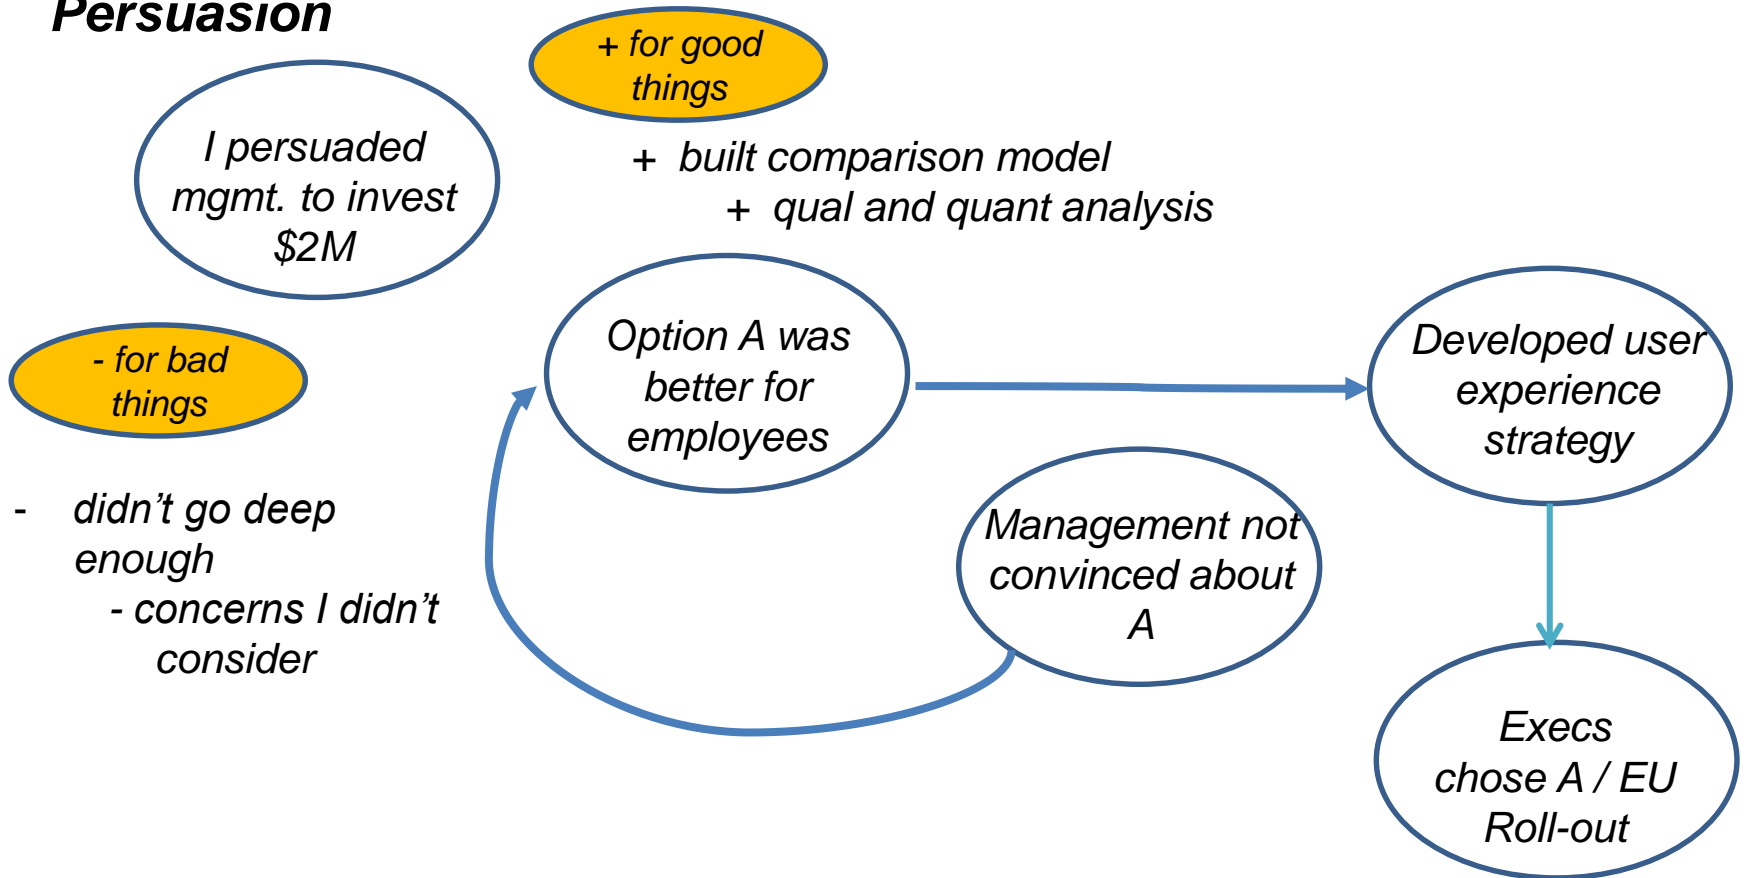 Persuasion
+ for good
things
I persuaded
mgmt. to invest
$2M
+ built comparison model
+ qual and quant analysis
- for bad
things
Option A was
better for
employees
Developed user
experience
strategy
- didn’t go deep
enough
- concerns I didn’t
consider
Management not
convinced about
A
Execs
chose A / EU
Roll-out